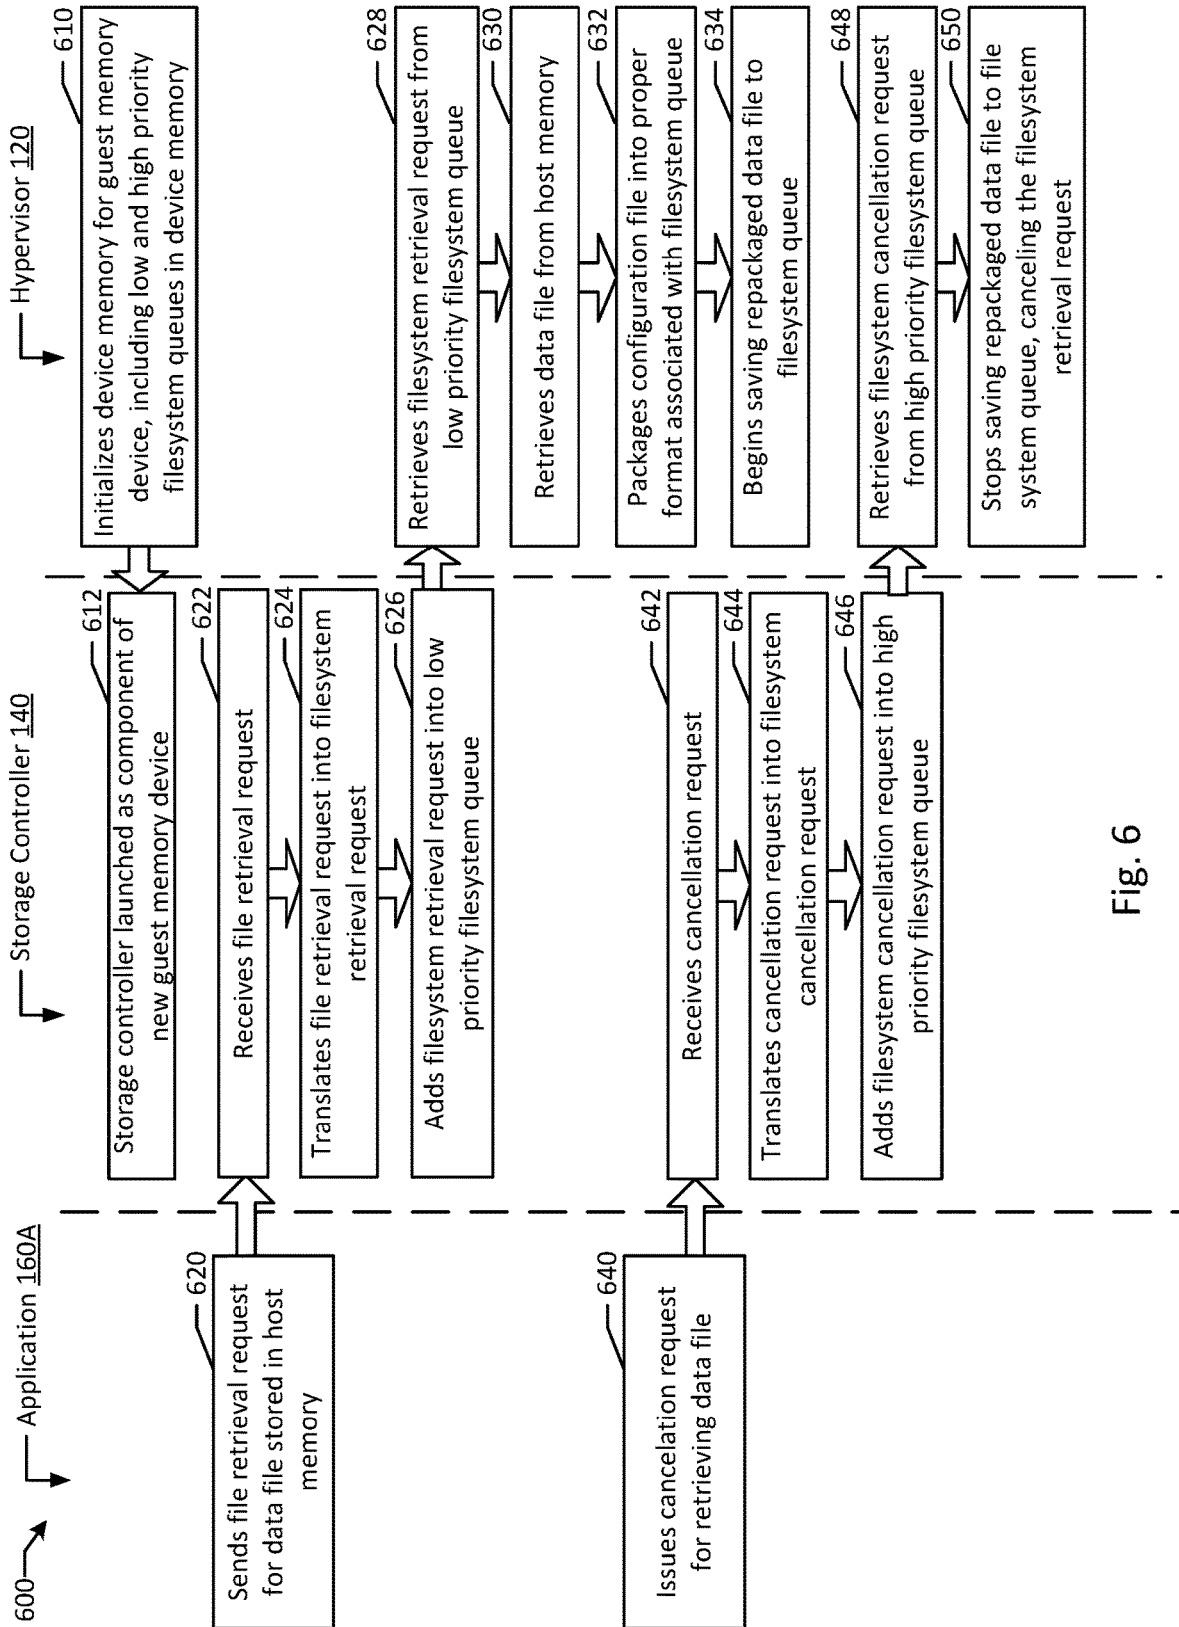 600
Application 160A
Storage Controller 140
Hypervisor 120
610
Initializes device memory for guest memory
device, including low and high priority
filesystem queues in device memory
612
Storage controller launched as component of
new guest memory device
620
Sends file retrieval request
for data file stored in host
memory
622
Receives file retrieval request
624
Translates file retrieval request into filesystem
retrieval request
626
Adds filesystem retrieval request into low
priority filesystem queue
628
Retrieves filesystem retrieval request from
low priority filesystem queue
630
Retrieves data file from host memory
632
Packages configuration file into proper
format associated with filesystem queue
634
Begins saving repackaged data file to
filesystem queue
640
Issues cancelation request
for retrieving data file
642
Receives cancellation request
644
Translates cancellation request into filesystem
cancellation request
646
Adds filesystem cancellation request into high
priority filesystem queue
648
Retrieves filesystem cancellation request
from high priority filesystem queue
650
Stops saving repackaged data file to file
system queue, canceling the filesystem
retrieval request
Fig. 6